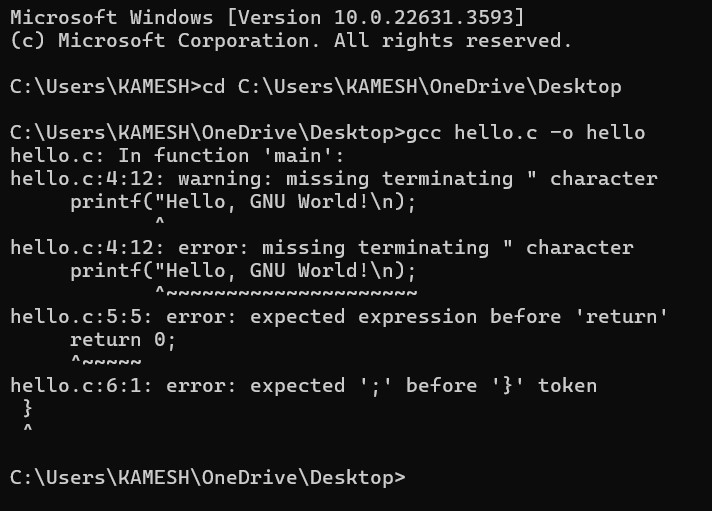 Microsoft Windows [Version 10.0.22631.3593]
(c) Microsoft Corporation. All rights reserved.

C:\Users\KAMESH>cd C:\Users\KAMESH\OneDrive\Desktop

C:\Users\KAMESH\OneDrive\Desktop>gcc hello.c -o hello
hello.c: In function 'main':
hello.c:4:12: warning: missing terminating " character
     printf("Hello, GNU World!\n);
            ^
hello.c:4:12: error: missing terminating " character
     printf("Hello, GNU World!\n);
            ^~~~~~~~~~~~~~~~~~~~~~
hello.c:5:5: error: expected expression before 'return'
     return 0;
     ^~~~~~
hello.c:6:1: error: expected ';' before '}' token
 }
 ^

C:\Users\KAMESH\OneDrive\Desktop>